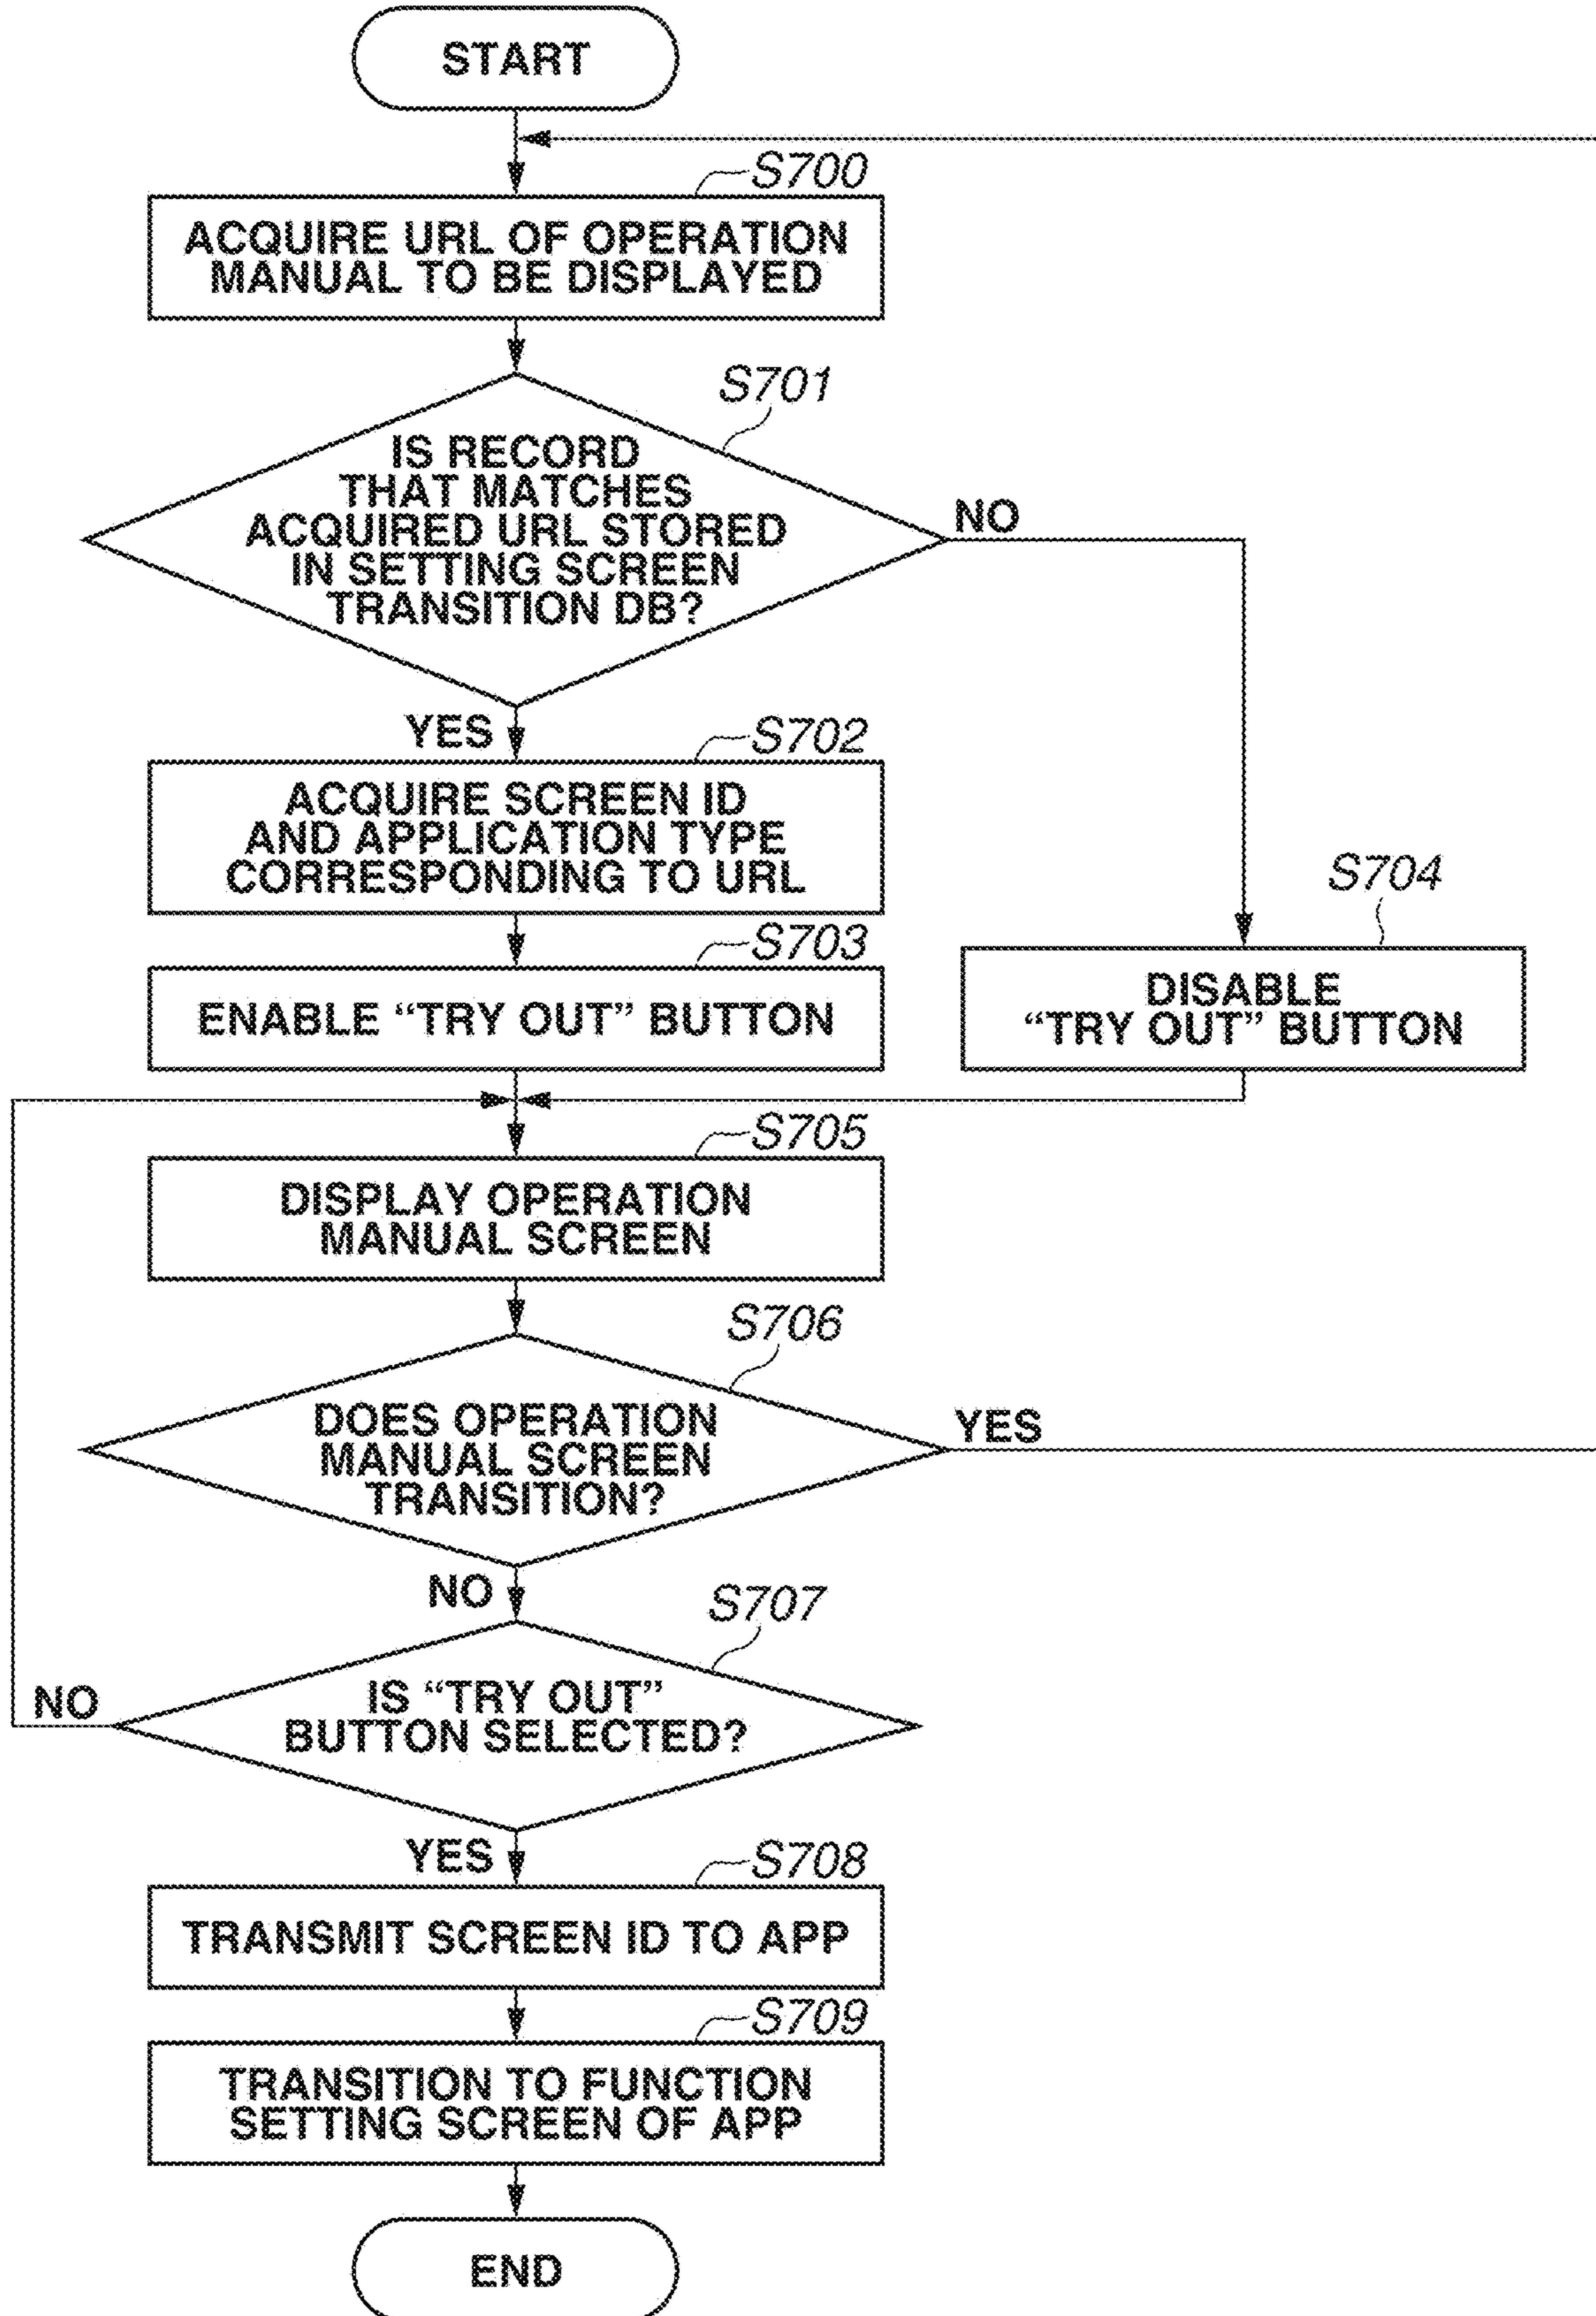 START
S700
ACQUIRE URL OF OPERATION
MANUAL TO BE DISPLAYED
S701
IS RECORD
THAT MATCHES
ACQUIRED URL STORED
IN SETTING SCREEN
TRANSITION DB?
NO
YES
S702
ACQUIRE SCREEN ID
AND APPLICATION TYPE
CORRESPONDING TO URL
S703
ENABLE “TRY OUT” BUTTON
S704
DISABLE
“TRY OUT” BUTTON
S705
DISPLAY OPERATION
MANUAL SCREEN
S706
DOES OPERATION
MANUAL SCREEN
TRANSITION?
YES
NO
S707
IS “TRY OUT”
BUTTON SELECTED?
NO
YES
S708
TRANSMIT SCREEN ID TO APP
S709
TRANSITION TO FUNCTION
SETTING SCREEN OF APP
END